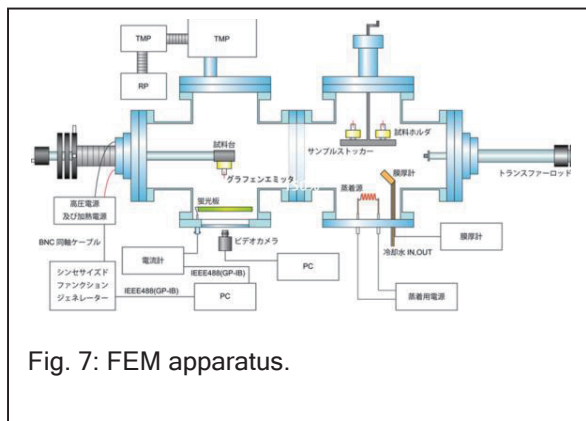 TMP
TMP
RP
試料台
グラフェンエミッタ
サンプルストッカー
試料ホルダ
トランスファーロッド
高圧電源
及び加熱電源
BNC 同軸ケーブル
シンセサイズド
ファンクション
ジェネレーター
IEEE488(GP-IB)
電流計
蛍光板
ビデオカメラ
IEEE488(GP-IB)
PC
PC
蒸着源
膜厚計
冷却水 IN,OUT
膜厚計
蒸着用電源
Fig. 7: FEM apparatus.